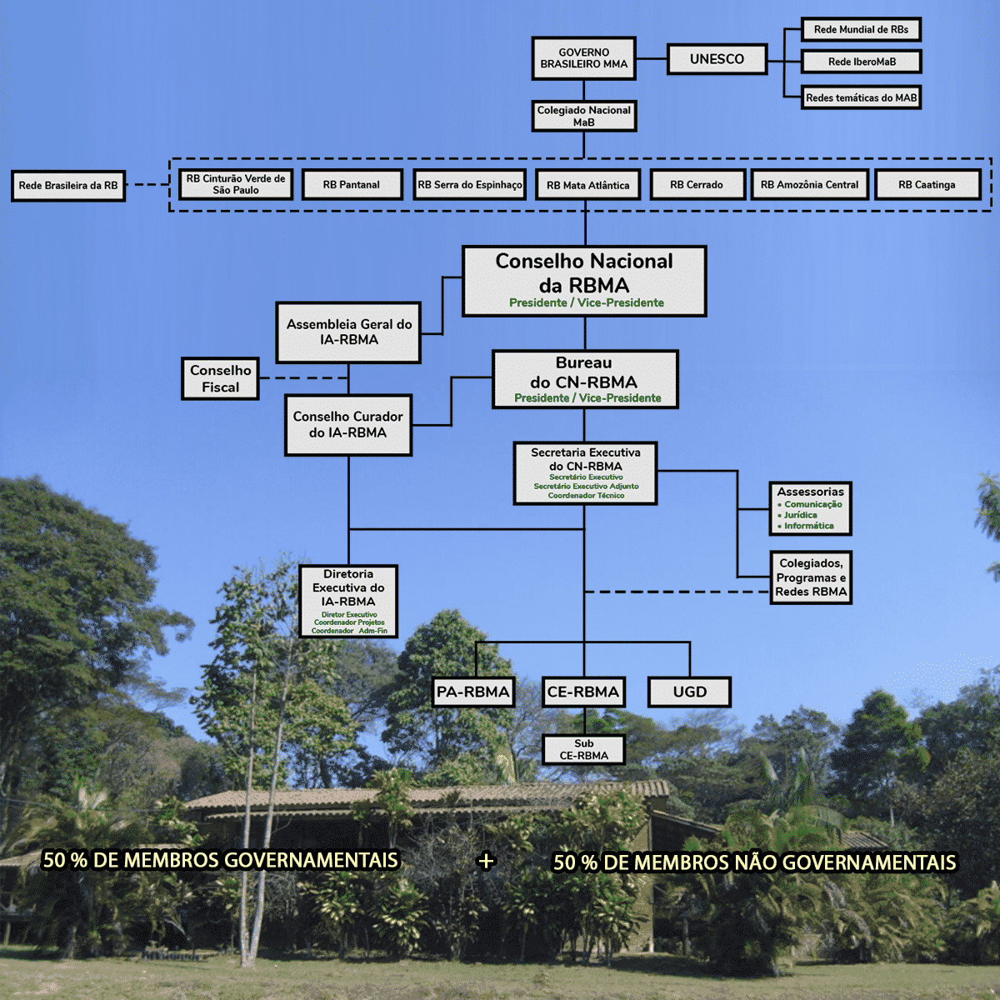 GOVERNO
BRASILEIRO MMA
UNESCO
Rede Mundial de RBs
Rede IberoMaB
Redes temáticas do MAB
Colegiado Nacional
MaB
Rede Brasileira da RB
RB Cinturão Verde de
São Paulo
RB Pantanal
RB Serra do Espinhaço
RB Mata Atlântica
RB Cerrado
RB Amozônia Central
RB Caatinga
Conselho Nacional
da RBMA
Presidente / Vice-Presidente
Assembleia Geral do
IA-RBMA
Conselho
Fiscal
Bureau
do CN-RBMA
Presidente / Vice-Presidente
Conselho Curador
do IA-RBMA
Secretaria Executiva
do CN-RBMA
Secretário Executivo
Secretário Executivo Adjunto
Coordenador Técnico
Assessorias
• Comunicação
• Jurídica
• Informática
Colegiados,
Programas e
Redes RBMA
Diretoria
Executiva do
IA-RBMA
Diretor Executivo
Coordenador Projetos
Coordenador Adm-Fin
PA-RBMA
CE-RBMA
UGD
Sub
CE-RBMA
50 % DE MEMBROS GOVERNAMENTAIS
+
50 % DE MEMBROS NÃO GOVERNAMENTAIS